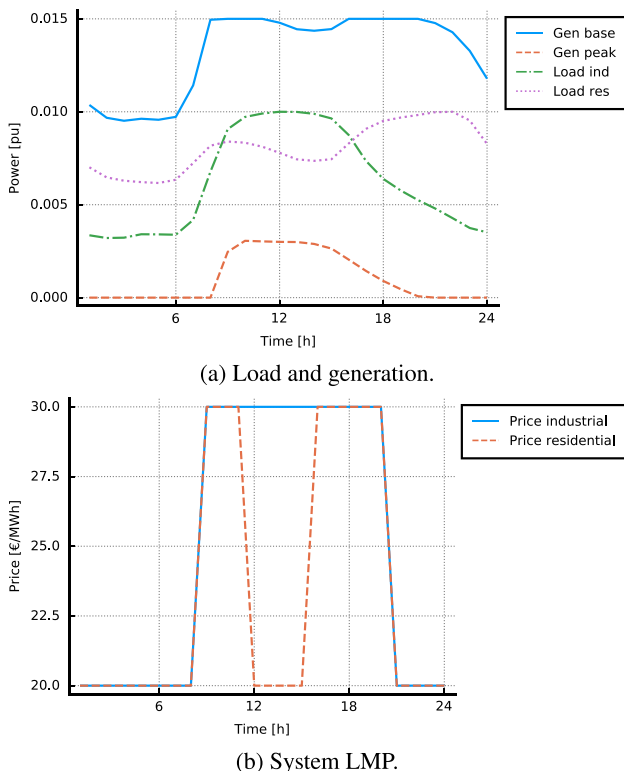 0.015
0.010
0.005
0.000
Power [pu]
6
12
18
24
Time [h]
Gen base
Gen peak
Load ind
Load res
(a) Load and generation.
30.0
27.5
25.0
22.5
20.0
Price [€/MWh]
6
12
18
24
Time [h]
Price industrial
Price residential
(b) System LMP.